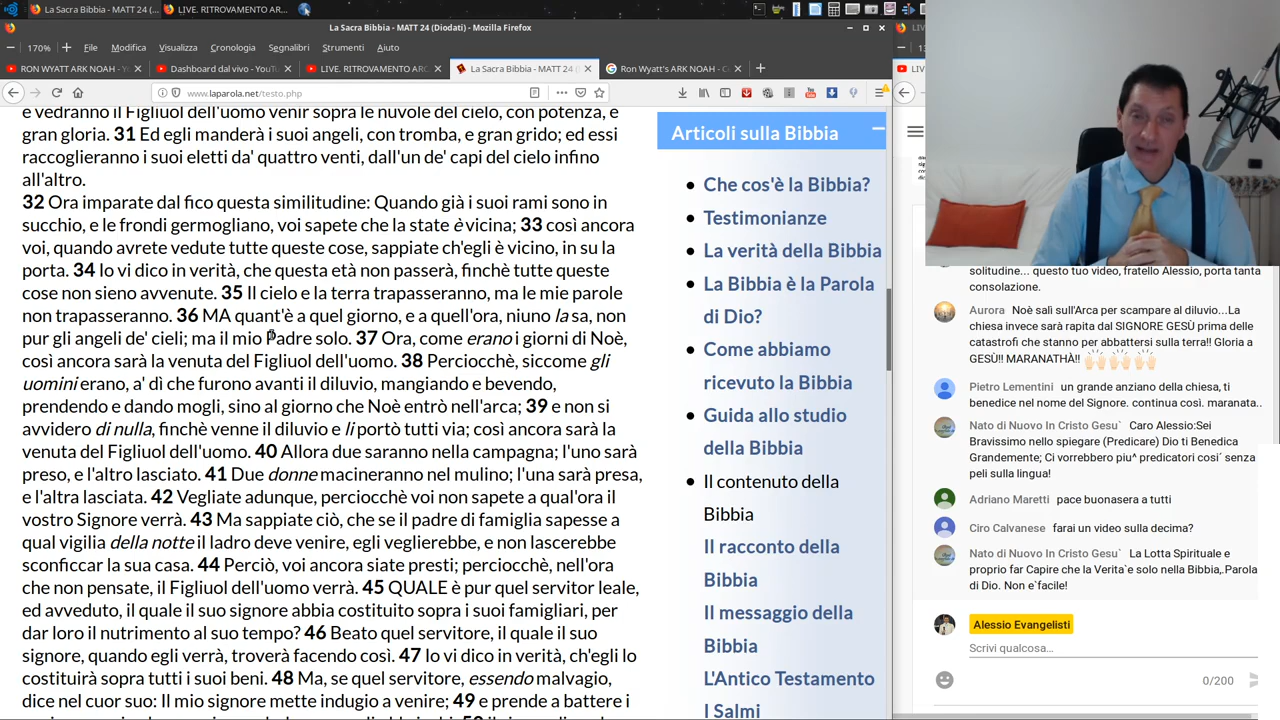 La Sacra Bibbia - MATT 24 (
LIVE. RITROVAMENTO AR...
La Sacra Bibbia - MATT 24 (Diodati) - Mozilla Firefox
170%
File
Modifica
Visualizza
Cronologia
Segnalibri
Strumenti
Aiuto
RON WYATT ARK NOAH - Y
Dashboard dal vivo - YouTu
LIVE. RITROVAMENTO ARC
La Sacra Bibbia - MATT 24 (
Ron Wyatt's ARK NOAH - G
www.laparola.net/testo.php
e vedranno il Figliuol dell'uomo venir sopra le nuvole del cielo, con potenza, e
gran gloria. 31 Ed egli manderà i suoi angeli, con tromba, e gran grido; ed essi
raccoglieranno i suoi eletti da' quattro venti, dall'un de' capi del cielo infino
all'altro.
32 Ora imparate dal fico questa similitudine: Quando già i suoi rami sono in
succhio, e le frondi germogliano, voi sapete che la state è vicina; 33 così ancora
voi, quando avrete vedute tutte queste cose, sappiate ch'egli è vicino, in su la
porta. 34 Io vi dico in verità, che questa età non passerà, finchè tutte queste
cose non sieno avvenute. 35 Il cielo e la terra trapasseranno, ma le mie parole
non trapasseranno. 36 MA quant'è a quel giorno, e a quell'ora, niuno la sa, non
pur gli angeli de' cieli; ma il mio Padre solo. 37 Ora, come erano i giorni di Noè,
così ancora sarà la venuta del Figliuol dell'uomo. 38 Perciocchè, siccome gli
uomini erano, a' dì che furono avanti il diluvio, mangiando e bevendo,
prendendo e dando mogli, sino al giorno che Noè entrò nell'arca; 39 e non si
avvidero di nulla, finchè venne il diluvio e li portò tutti via; così ancora sarà la
venuta del Figliuol dell'uomo. 40 Allora due saranno nella campagna; l'uno sarà
preso, e l'altro lasciato. 41 Due donne macineranno nel mulino; l'una sarà presa,
e l'altra lasciata. 42 Vegliate adunque, perciocchè voi non sapete a qual'ora il
vostro Signore verrà. 43 Ma sappiate ciò, che se il padre di famiglia sapesse a
qual vigilia della notte il ladro deve venire, egli veglierebbe, e non lascerebbe
sconficcar la sua casa. 44 Perciò, voi ancora siate presti; perciocchè, nell'ora
che non pensate, il Figliuol dell'uomo verrà. 45 QUALE è pur quel servitor leale,
ed avveduto, il quale il suo signore abbia costituito sopra i suoi famigliari, per
dar loro il nutrimento al suo tempo? 46 Beato quel servitore, il quale il suo
signore, quando egli verrà, troverà facendo così. 47 Io vi dico in verità, ch'egli lo
costituirà sopra tutti i suoi beni. 48 Ma, se quel servitore, essendo malvagio,
dice nel cuor suo: Il mio signore mette indugio a venire; 49 e prende a battere i
Articoli sulla Bibbia
Che cos'è la Bibbia?
Testimonianze
La verità della Bibbia
La Bibbia è la Parola
di Dio?
Come abbiamo
ricevuto la Bibbia
Guida allo studio
della Bibbia
Il contenuto della
Bibbia
Il racconto della
Bibbia
Il messaggio della
Bibbia
L'Antico Testamento
I Salmi
solitudine... questo tuo video, fratello Alessio, porta tanta
consolazione.
Aurora Noè salì sull'Arca per scampare al diluvio...La
chiesa invece sarà rapita dal SIGNORE GESÙ prima delle
catastrofi che stanno per abbattersi sulla terra!! Gloria a
GESÙ!! MARANATHÀ!!
Pietro Lementini un grande anziano della chiesa, ti
benedice nel nome del Signore. continua così. maranata..
Nato di Nuovo In Cristo Gesu` Caro Alessio:Sei
Bravissimo nello spiegare (Predicare) Dio ti Benedica
Grandemente; Ci vorrebbero piu^ predicatori cosi´ senza
peli sulla lingua!
Adriano Maretti pace buonasera a tutti
Ciro Calvanese farai un video sulla decima?
Nato di Nuovo In Cristo Gesu` La Lotta Spirituale e
proprio far Capire che la Verita`e solo nella Bibbia,.Parola
di Dio. Non e`facile!
Alessio Evangelisti
Scrivi qualcosa...
0/200